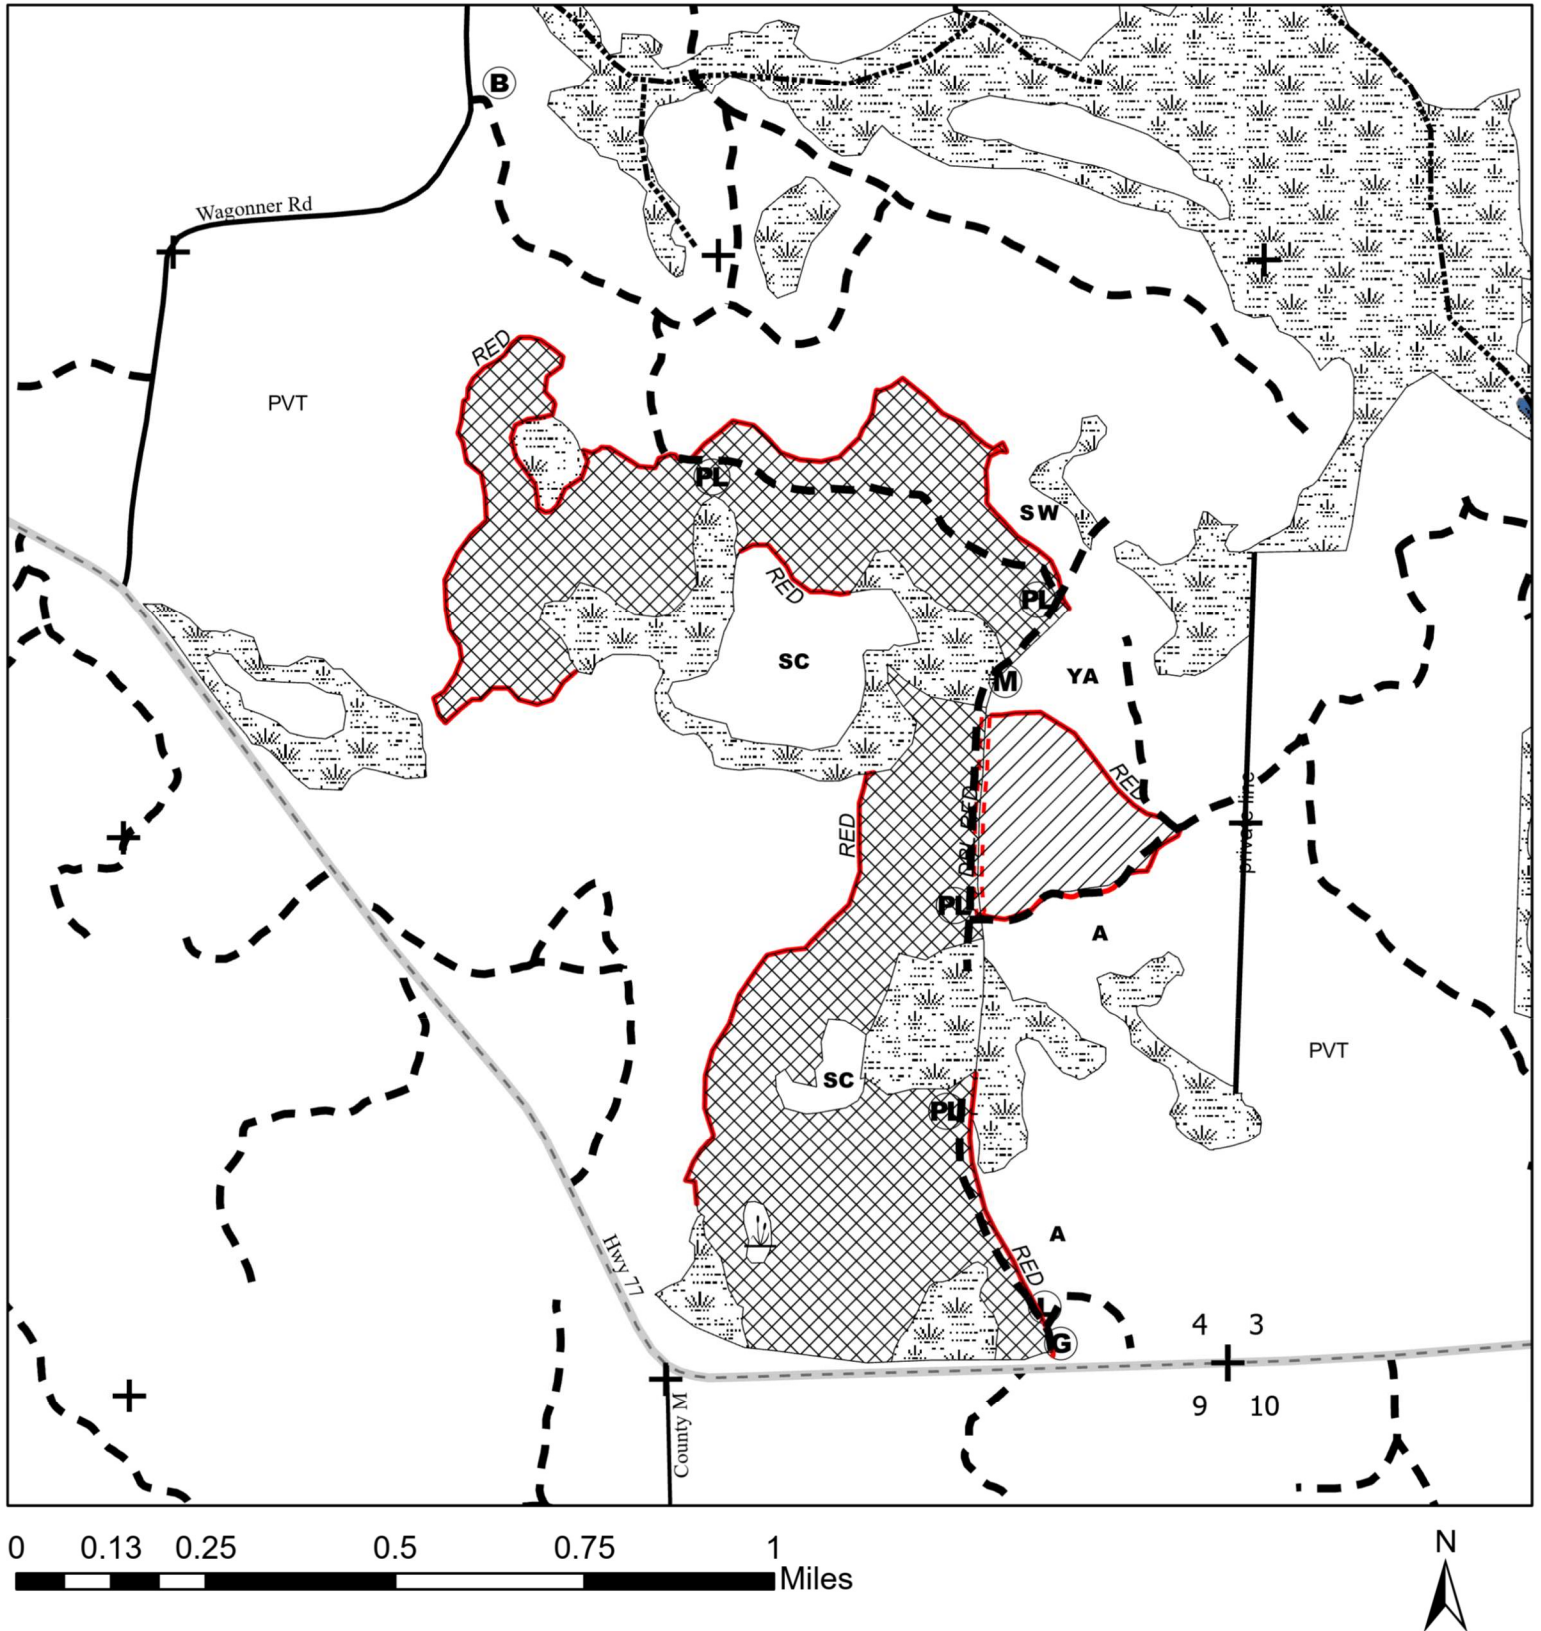 B
Wagonner Rd
RED
PVT
PL
SW
RED
PL
SC
YA
M
RED
private line
DBL RED
RED
PL
A
PVT
SC
PL
A
Hwy 77
RED
L
G
4 3
9 10
County M
0 0.13 0.25 0.5 0.75 1
Miles
N